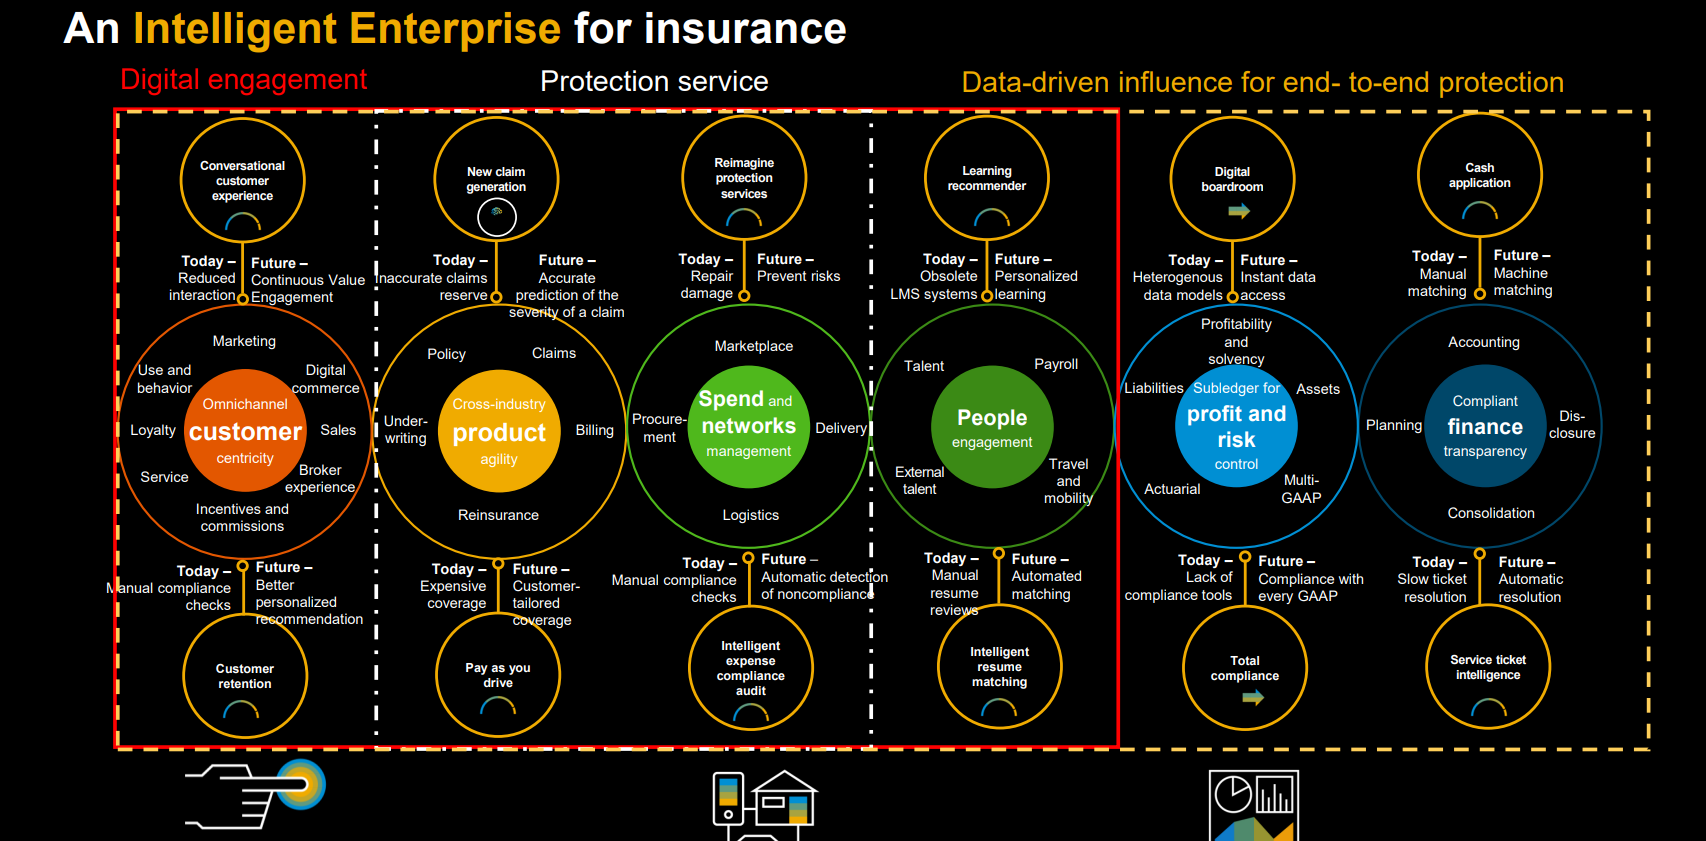 An Intelligent Enterprise for insurance
Digital engagement
Protection service
Data-driven influence for end- to-end protection
Conversational
customer
experience
Today –
Reduced
interaction
Future –
Continuous Value
Engagement
Marketing
Use and
behavior
Digital
commerce
Loyalty
Omnichannel
customer
centricity
Sales
Service
Broker
experience
Incentives and
commissions
Today –
Manual compliance
checks
Future –
Better
personalized
recommendation
Customer
retention
New claim
generation
Today –
Inaccurate claims
reserve
Future –
Accurate
prediction of the
severity of a claim
Policy
Claims
Under-
writing
Cross-industry
product
agility
Billing
Reinsurance
Today –
Expensive
coverage
Future –
Customer-
tailored
coverage
Pay as you
drive
Reimagine
protection
services
Today –
Repair
damage
Future –
Prevent risks
Marketplace
Procure-
ment
Spend and
networks
management
Delivery
Logistics
Today –
Manual compliance
checks
Future –
Automatic detection
of noncompliance
Intelligent
expense
compliance
audit
Learning
recommender
Today –
Obsolete
LMS systems
Future –
Personalized
learning
Talent
Payroll
People
engagement
External
talent
Travel
and
mobility
Today –
Manual
resume
reviews
Future –
Automated
matching
Intelligent
resume
matching
Digital
boardroom
Today –
Heterogenous
data models
Future –
Instant data
access
Profitability
and
solvency
Liabilities
Subledger for
profit and
risk
control
Assets
Actuarial
Multi-
GAAP
Today –
Lack of
compliance tools
Future –
Compliance with
every GAAP
Total
compliance
Cash
application
Today –
Manual
matching
Future –
Machine
matching
Accounting
Planning
Compliant
finance
transparency
Dis-
closure
Consolidation
Today –
Slow ticket
resolution
Future –
Automatic
resolution
Service ticket
intelligence